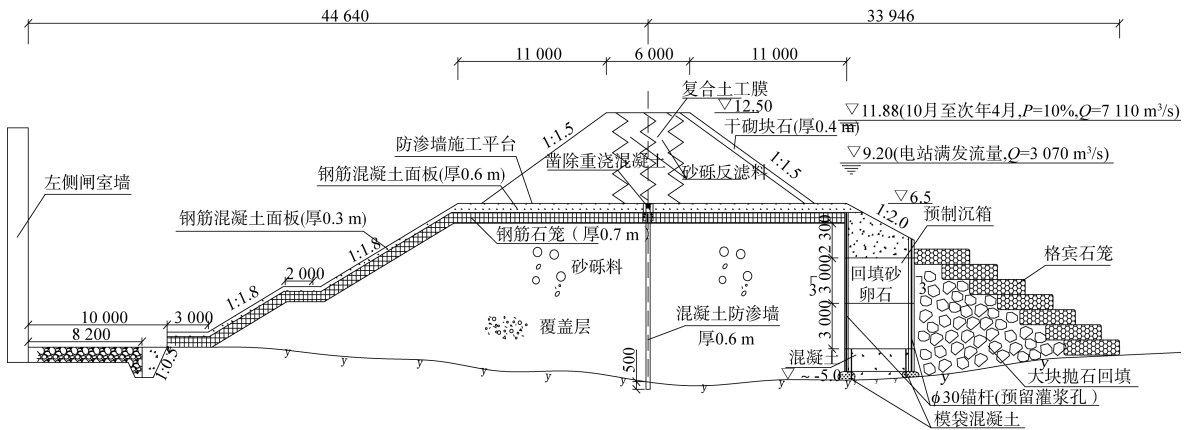 44 640
33 946
11 000
6 000
11 000
复合土工膜
▽12.50
▽11.88(10月至次年4月,P=10%,Q=7 110 m³/s)
干砌块石(厚0.4 m)
1:1.5
防渗墙施工平台
凿除重浇混凝土
砂砾反滤料
1:1.5
▽9.20(电站满发流量,Q=3 070 m³/s)
钢筋混凝土面板(厚0.6 m)
左侧闸室墙
▽6.5
预制沉箱
1:2.0
钢筋混凝土面板(厚0.3 m)
钢筋石笼（厚0.7 m
1:1.8
砂砾料
2 300
格宾石笼
2 000
3 000
回填砂
卵石
3
3
1:1.8
10 000
3 000
覆盖层
混凝土防渗墙
厚0.6 m
3 000
8 200
1:0.5
500
混凝土
▽~-5.0
大块抛石回填
ϕ30锚杆(预留灌浆孔）
模袋混凝土
y y y y y y y y y y